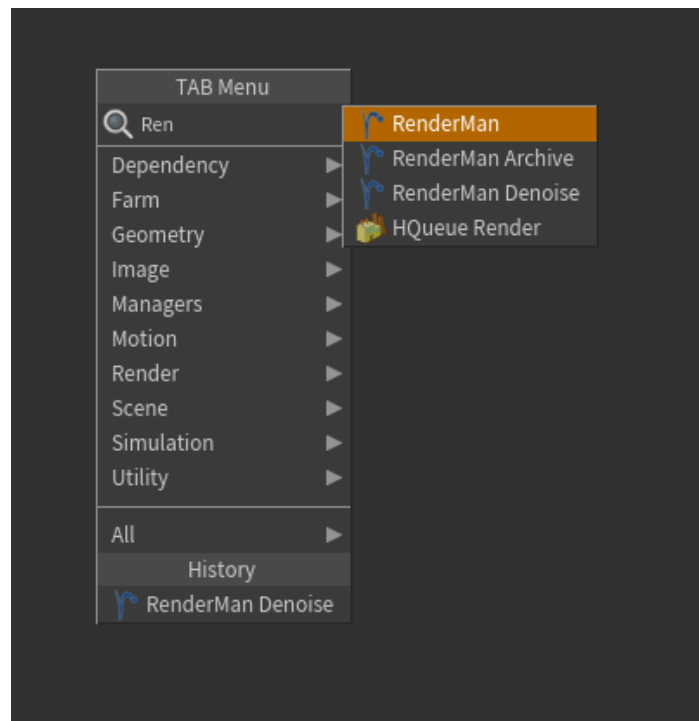 TAB Menu
Ren
Dependency
Farm
Geometry
Image
Managers
Motion
Render
Scene
Simulation
Utility
All
History
RenderMan Denoise
RenderMan
RenderMan Archive
RenderMan Denoise
HQueue Render